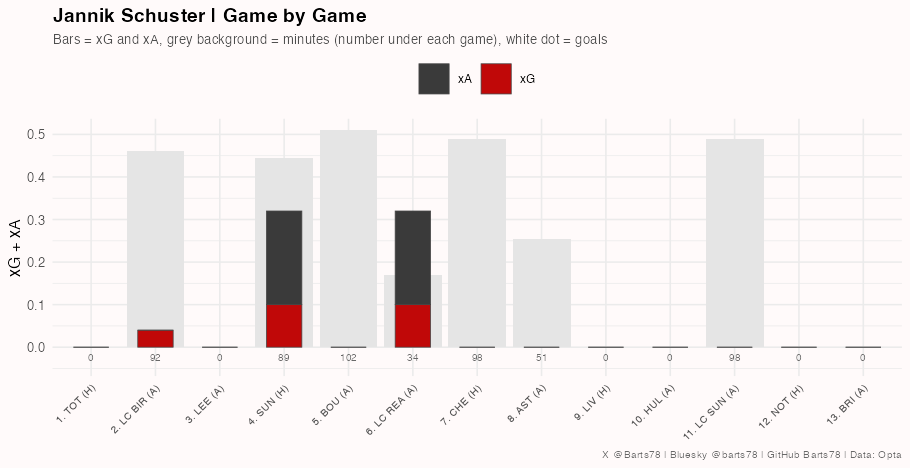 Jannik Schuster | Game by Game
Bars = xG and xA, grey background = minutes (number under each game), white dot = goals
xA xG
xG + xA
0.5
0.4
0.3
0.2
0.1
0.0
0 92 0 89 102 34 98 51 0 0 98 0 0
1. TOT (H)
2. LC BIR (A)
3. LEE (A)
4. SUN (H)
5. BOU (A)
6. LC REA (A)
7. CHE (H)
8. AST (A)
9. LIV (H)
10. HUL (A)
11. LC SUN (A)
12. NOT (H)
13. BRI (A)
X @Barts78 | Bluesky @barts78 | GitHub Barts78 | Data: Opta